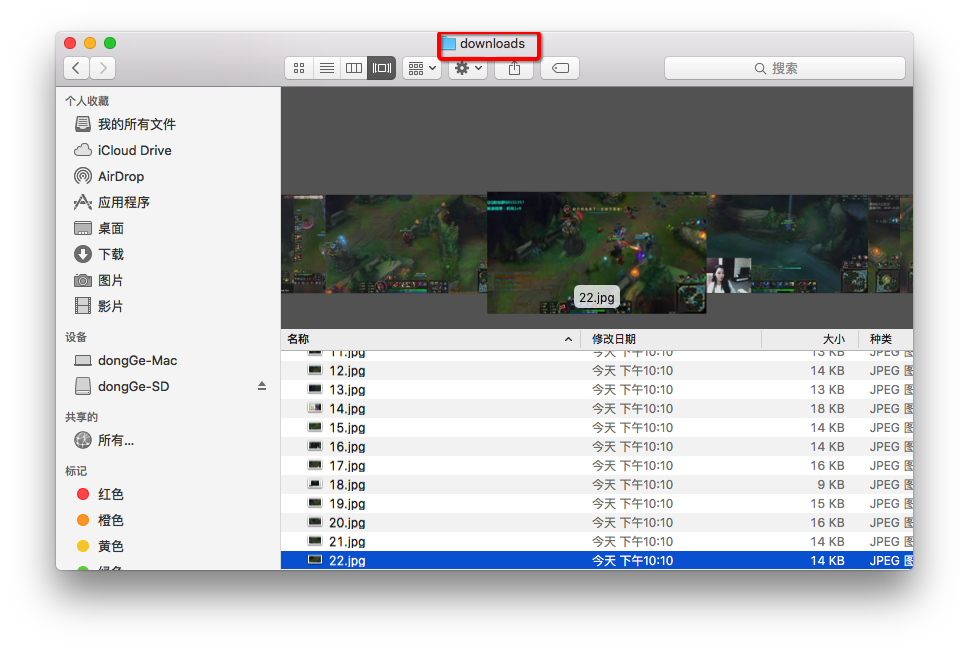 downloads
搜索
个人收藏
我的所有文件
iCloud Drive
AirDrop
应用程序
桌面
下载
图片
影片
设备
dongGe-Mac
dongGe-SD
共享的
所有...
标记
红色
橙色
黄色
绿色
22.jpg
名称 修改日期 大小 种类
11.jpg 今天 下午10:10 13 KB JPEG 图
12.jpg 今天 下午10:10 14 KB JPEG 图
13.jpg 今天 下午10:10 13 KB JPEG 图
14.jpg 今天 下午10:10 18 KB JPEG 图
15.jpg 今天 下午10:10 14 KB JPEG 图
16.jpg 今天 下午10:10 14 KB JPEG 图
17.jpg 今天 下午10:10 16 KB JPEG 图
18.jpg 今天 下午10:10 9 KB JPEG 图
19.jpg 今天 下午10:10 15 KB JPEG 图
20.jpg 今天 下午10:10 16 KB JPEG 图
21.jpg 今天 下午10:10 14 KB JPEG 图
22.jpg 今天 下午10:10 14 KB JPEG 图